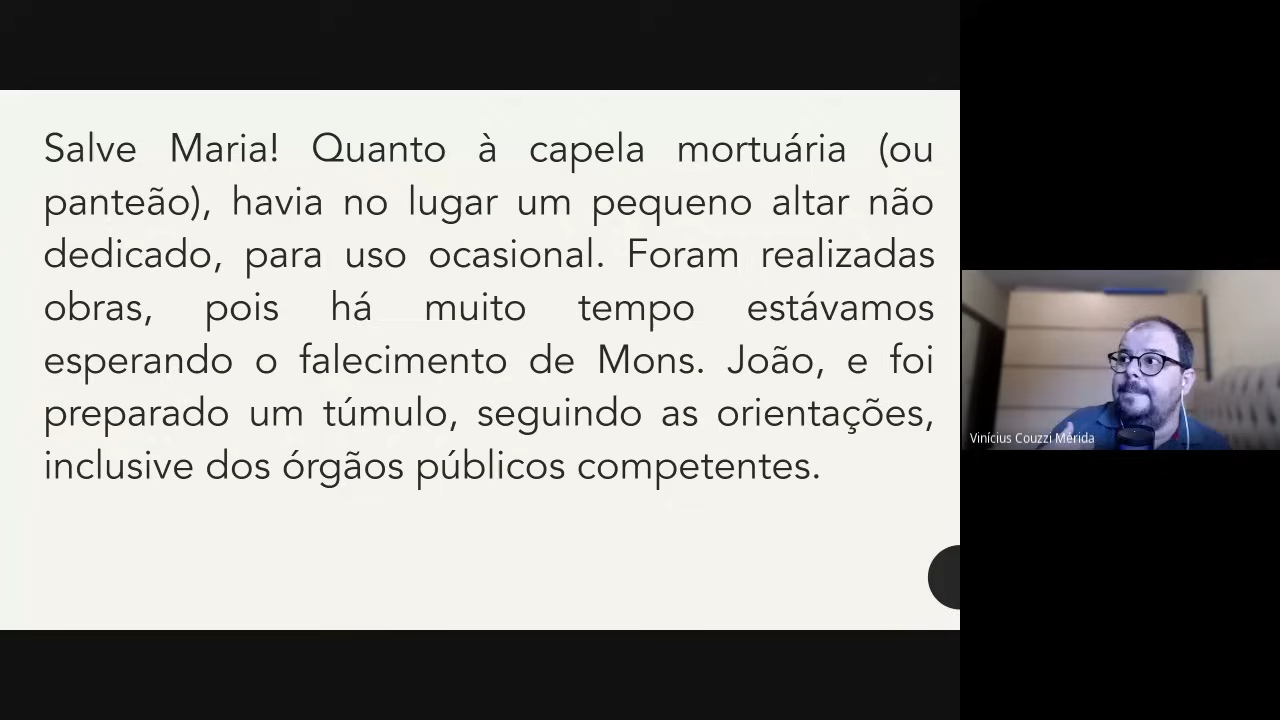 Salve Maria! Quanto à capela mortuária (ou
panteão), havia no lugar um pequeno altar não
dedicado, para uso ocasional. Foram realizadas
obras, pois há muito tempo estávamos
esperando o falecimento de Mons. João, e foi
preparado um túmulo, seguindo as orientações,
inclusive dos órgãos públicos competentes.
Vinícius Couzzi Mérida